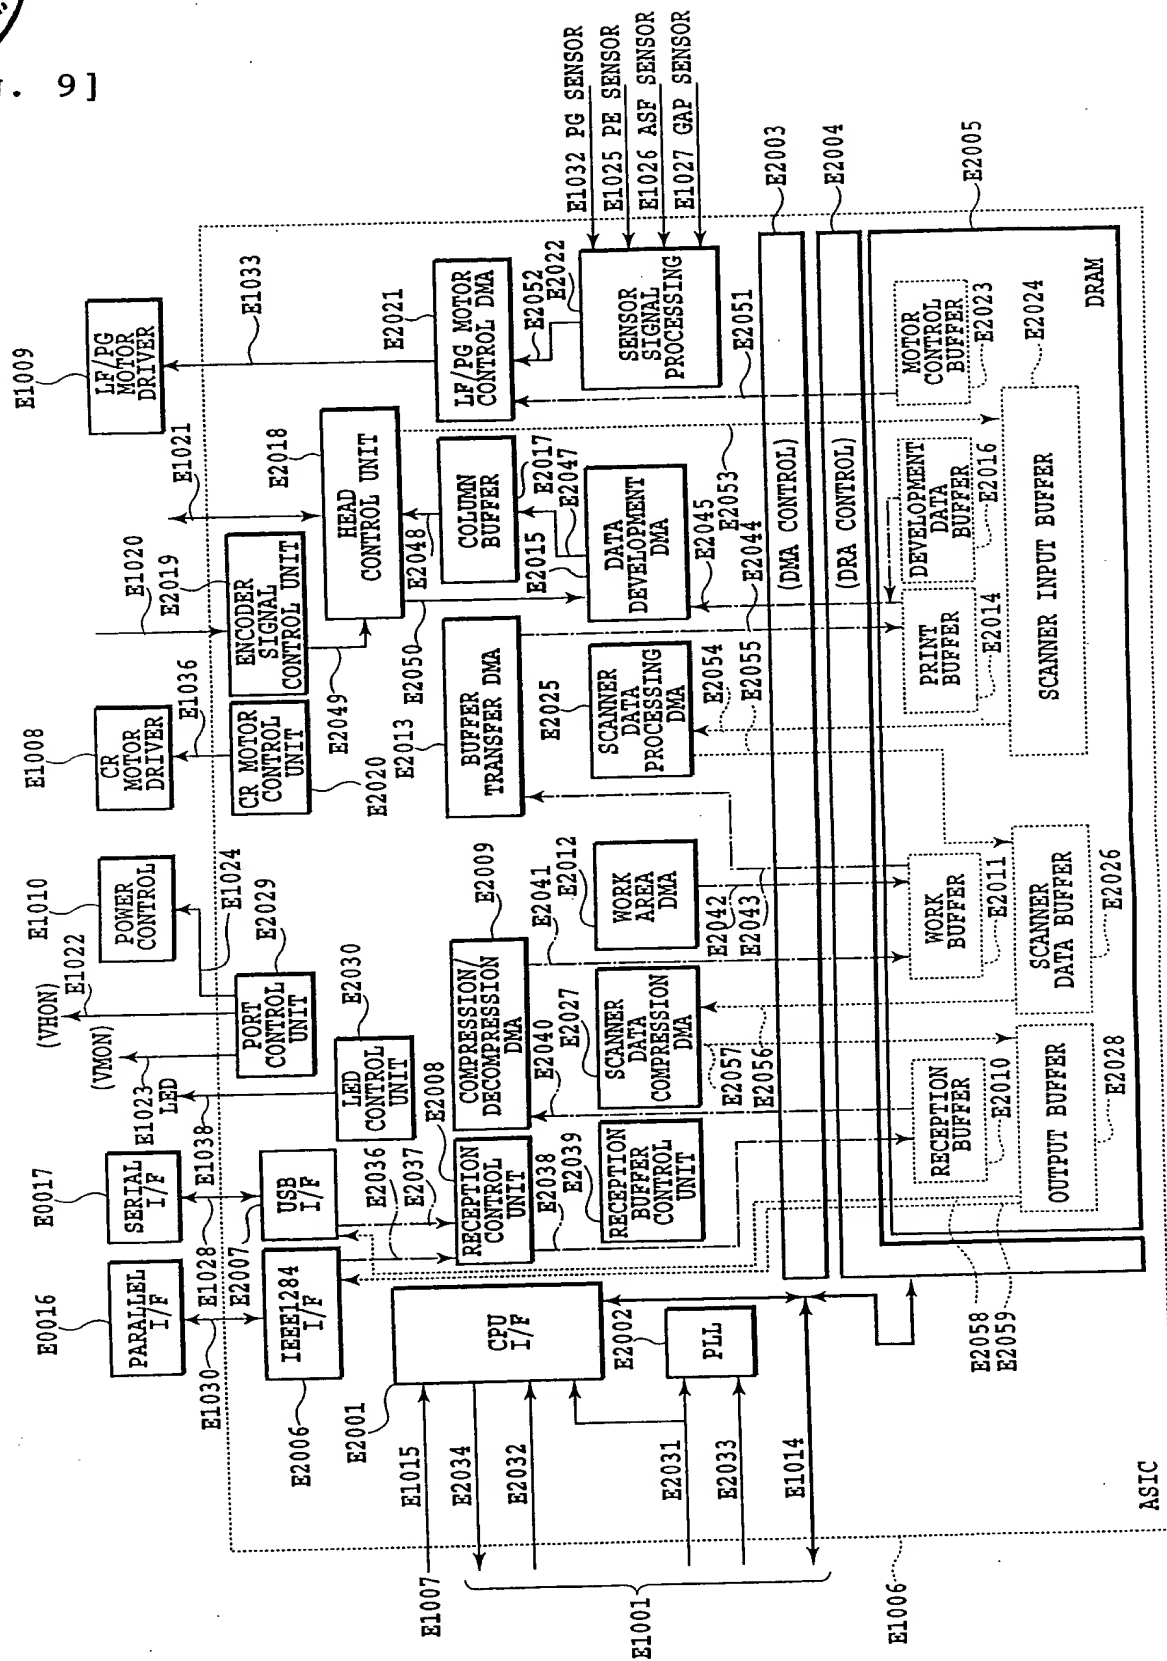 . 9]
E1009
LF/PG
MOTOR
DRIVER
E1033
E1021
E1020
E2019
E1008
CR
MOTOR
DRIVER
E1036
E1010
POWER
CONTROL
E1024
E1022
(VHON)
(VMON)
E1023
LED
E1038
E0017
SERIAL
I/F
E1028
E2007
E0016
PARALLEL
I/F
E1030
E2006
IEEE1284
I/F
USB
I/F
E2036
E2037
E2008
LED
CONTROL
UNIT
E2030
PORT
CONTROL
UNIT
E2029
CR MOTOR
CONTROL
UNIT
E2020
ENCODER
SIGNAL
CONTROL UNIT
E2049
HEAD
CONTROL UNIT
E2018
E2021
LF/PG MOTOR
CONTROL DMA
E2052
E2022
E1032 PG SENSOR
E1025 PE SENSOR
E1026 ASF SENSOR
E1027 GAP SENSOR
SENSOR
SIGNAL
PROCESSING
E2051
E2001
CPU
I/F
E2002
PLL
RECEPTION
CONTROL
UNIT
E2038
E2039
RECEPTION
BUFFER
CONTROL
UNIT
COMPRESSION/
DECOMPRESSION
DMA
E2009
E2040
E2027
SCANNER
DATA
COMPRESSION
DMA
E2057
E2056
E2041
E2012
WORK
AREA
DMA
E2042
E2043
E2013
BUFFER
TRANSFER DMA
E2025
SCANNER
DATA
PROCESSING
DMA
E2054
E2055
E2050
E2048
COLUMN
BUFFER
E2017
E2047
E2015
DATA
DEVELOPMENT
DMA
E2045
E2053
E2044
(DMA CONTROL)
E2003
(DRA CONTROL)
E2004
E2005
DRAM
RECEPTION
BUFFER
E2010
OUTPUT BUFFER
E2028
WORK
BUFFER
E2011
SCANNER
DATA BUFFER
E2026
PRINT
BUFFER
E2014
DEVELOPMENT
DATA
BUFFER
E2016
MOTOR
CONTROL
BUFFER
E2023
SCANNER INPUT BUFFER
E2024
E2058
E2059
E1007
E1015
E2034
E2032
E2031
E2033
E1014
E1001
E1006
ASIC